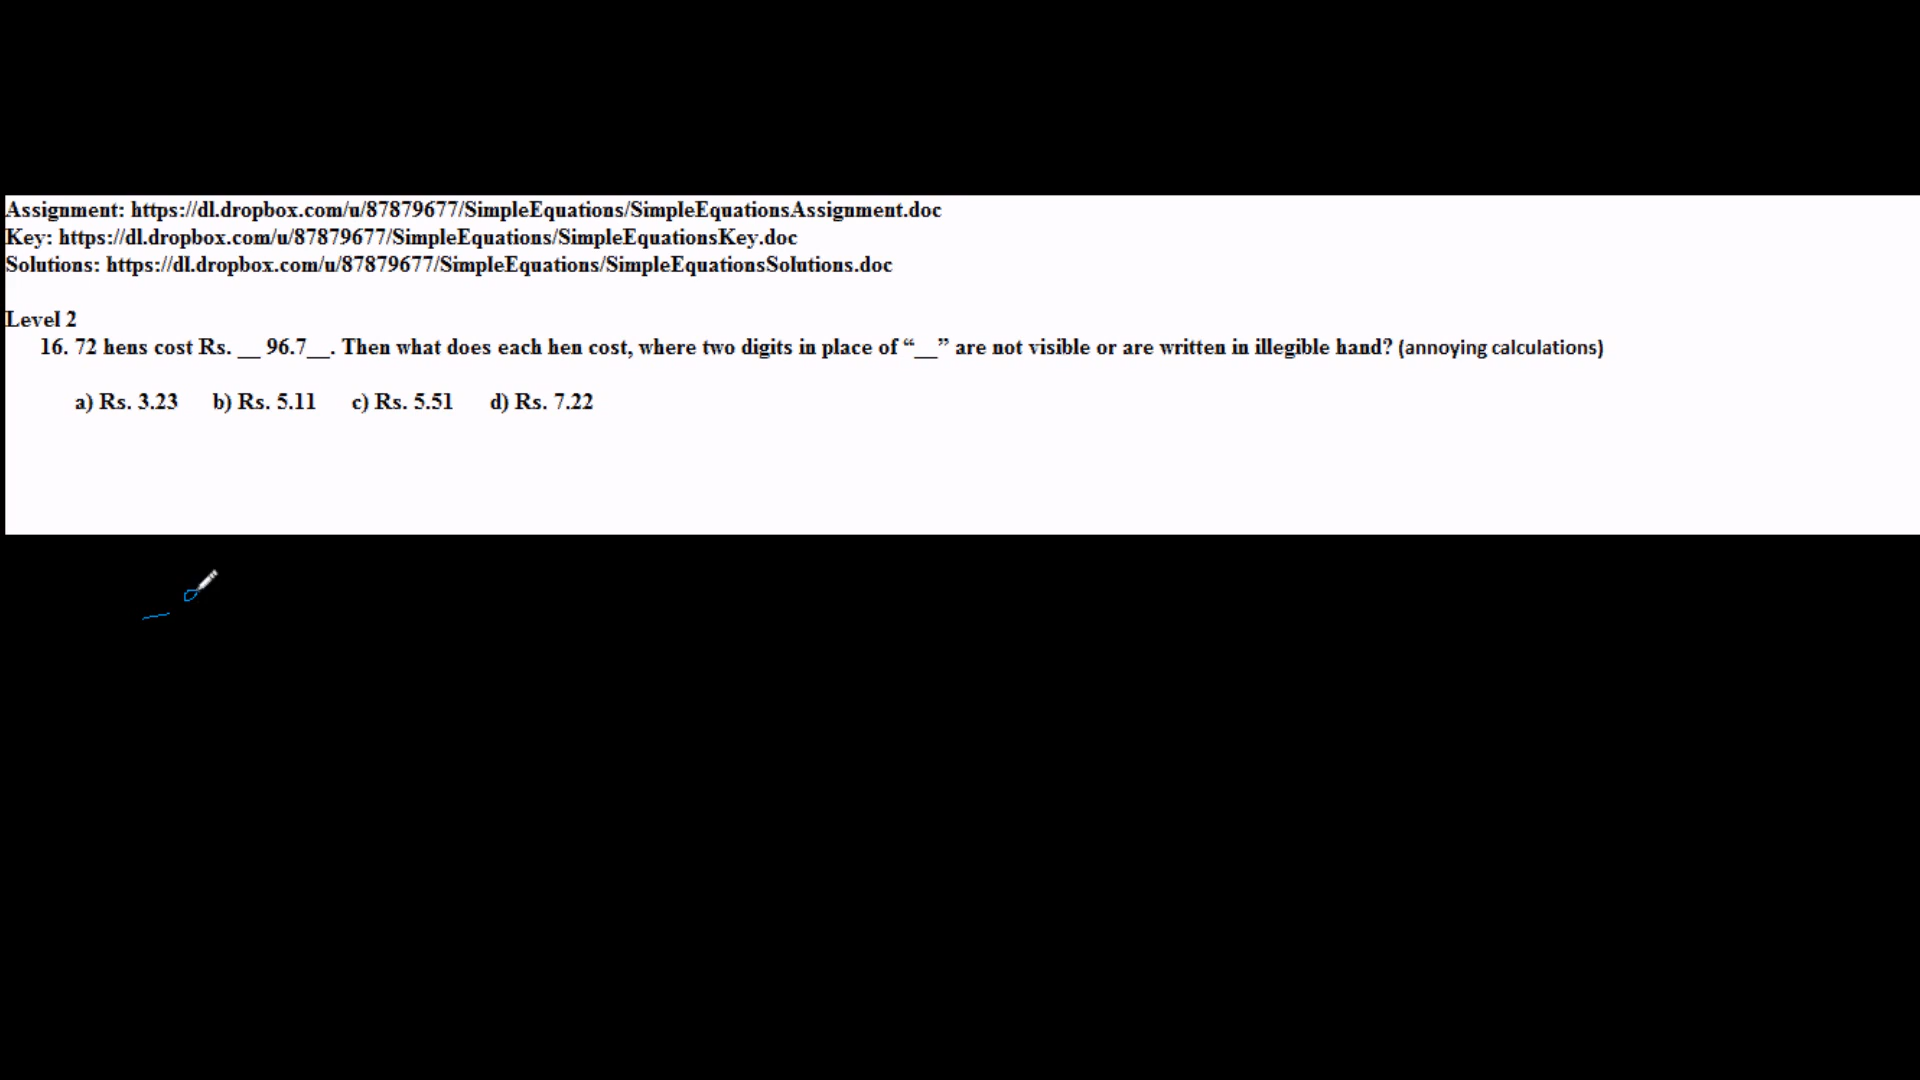 Assignment: https://dl.dropbox.com/u/87879677/SimpleEquations/SimpleEquationsAssignment.doc
Key: https://dl.dropbox.com/u/87879677/SimpleEquations/SimpleEquationsKey.doc
Solutions: https://dl.dropbox.com/u/87879677/SimpleEquations/SimpleEquationsSolutions.doc
Level 2
16. 72 hens cost Rs. __ 96.7__. Then what does each hen cost, where two digits in place of “__” are not visible or are written in illegible hand? (annoying calculations)
a) Rs. 3.23 b) Rs. 5.11 c) Rs. 5.51 d) Rs. 7.22